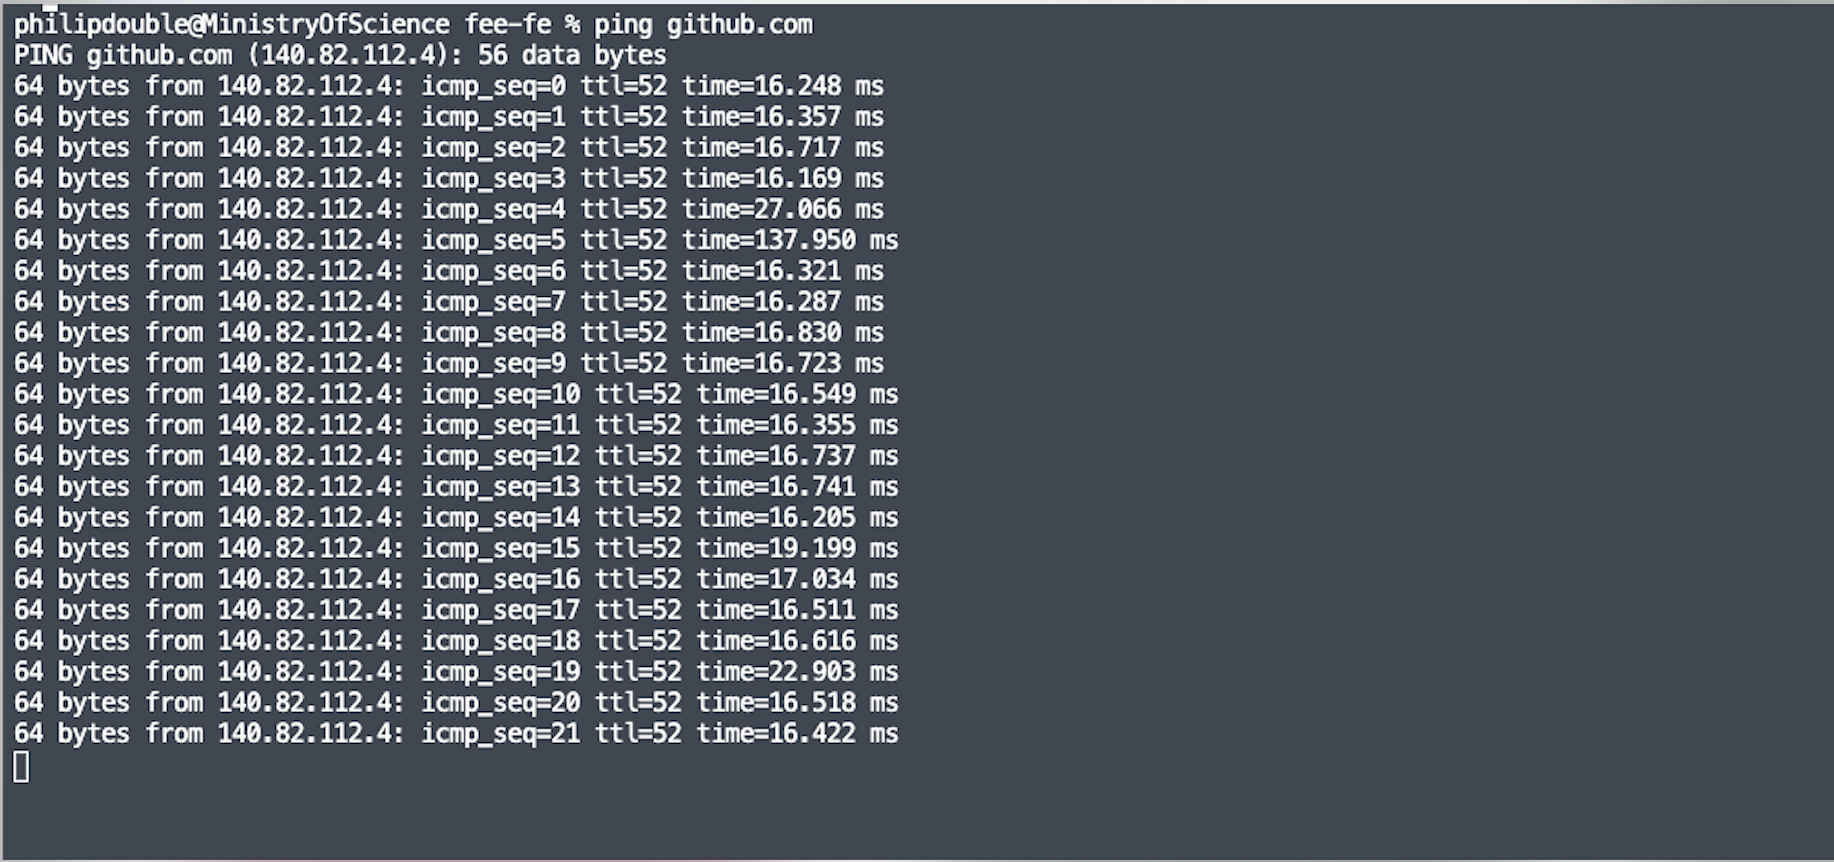 philipdouble@MinistryOfScience fee-fe % ping github.com
PING github.com (140.82.112.4): 56 data bytes
64 bytes from 140.82.112.4: icmp_seq=0 ttl=52 time=16.248 ms
64 bytes from 140.82.112.4: icmp_seq=1 ttl=52 time=16.357 ms
64 bytes from 140.82.112.4: icmp_seq=2 ttl=52 time=16.717 ms
64 bytes from 140.82.112.4: icmp_seq=3 ttl=52 time=16.169 ms
64 bytes from 140.82.112.4: icmp_seq=4 ttl=52 time=27.066 ms
64 bytes from 140.82.112.4: icmp_seq=5 ttl=52 time=137.950 ms
64 bytes from 140.82.112.4: icmp_seq=6 ttl=52 time=16.321 ms
64 bytes from 140.82.112.4: icmp_seq=7 ttl=52 time=16.287 ms
64 bytes from 140.82.112.4: icmp_seq=8 ttl=52 time=16.830 ms
64 bytes from 140.82.112.4: icmp_seq=9 ttl=52 time=16.723 ms
64 bytes from 140.82.112.4: icmp_seq=10 ttl=52 time=16.549 ms
64 bytes from 140.82.112.4: icmp_seq=11 ttl=52 time=16.355 ms
64 bytes from 140.82.112.4: icmp_seq=12 ttl=52 time=16.737 ms
64 bytes from 140.82.112.4: icmp_seq=13 ttl=52 time=16.741 ms
64 bytes from 140.82.112.4: icmp_seq=14 ttl=52 time=16.205 ms
64 bytes from 140.82.112.4: icmp_seq=15 ttl=52 time=19.199 ms
64 bytes from 140.82.112.4: icmp_seq=16 ttl=52 time=17.034 ms
64 bytes from 140.82.112.4: icmp_seq=17 ttl=52 time=16.511 ms
64 bytes from 140.82.112.4: icmp_seq=18 ttl=52 time=16.616 ms
64 bytes from 140.82.112.4: icmp_seq=19 ttl=52 time=22.903 ms
64 bytes from 140.82.112.4: icmp_seq=20 ttl=52 time=16.518 ms
64 bytes from 140.82.112.4: icmp_seq=21 ttl=52 time=16.422 ms